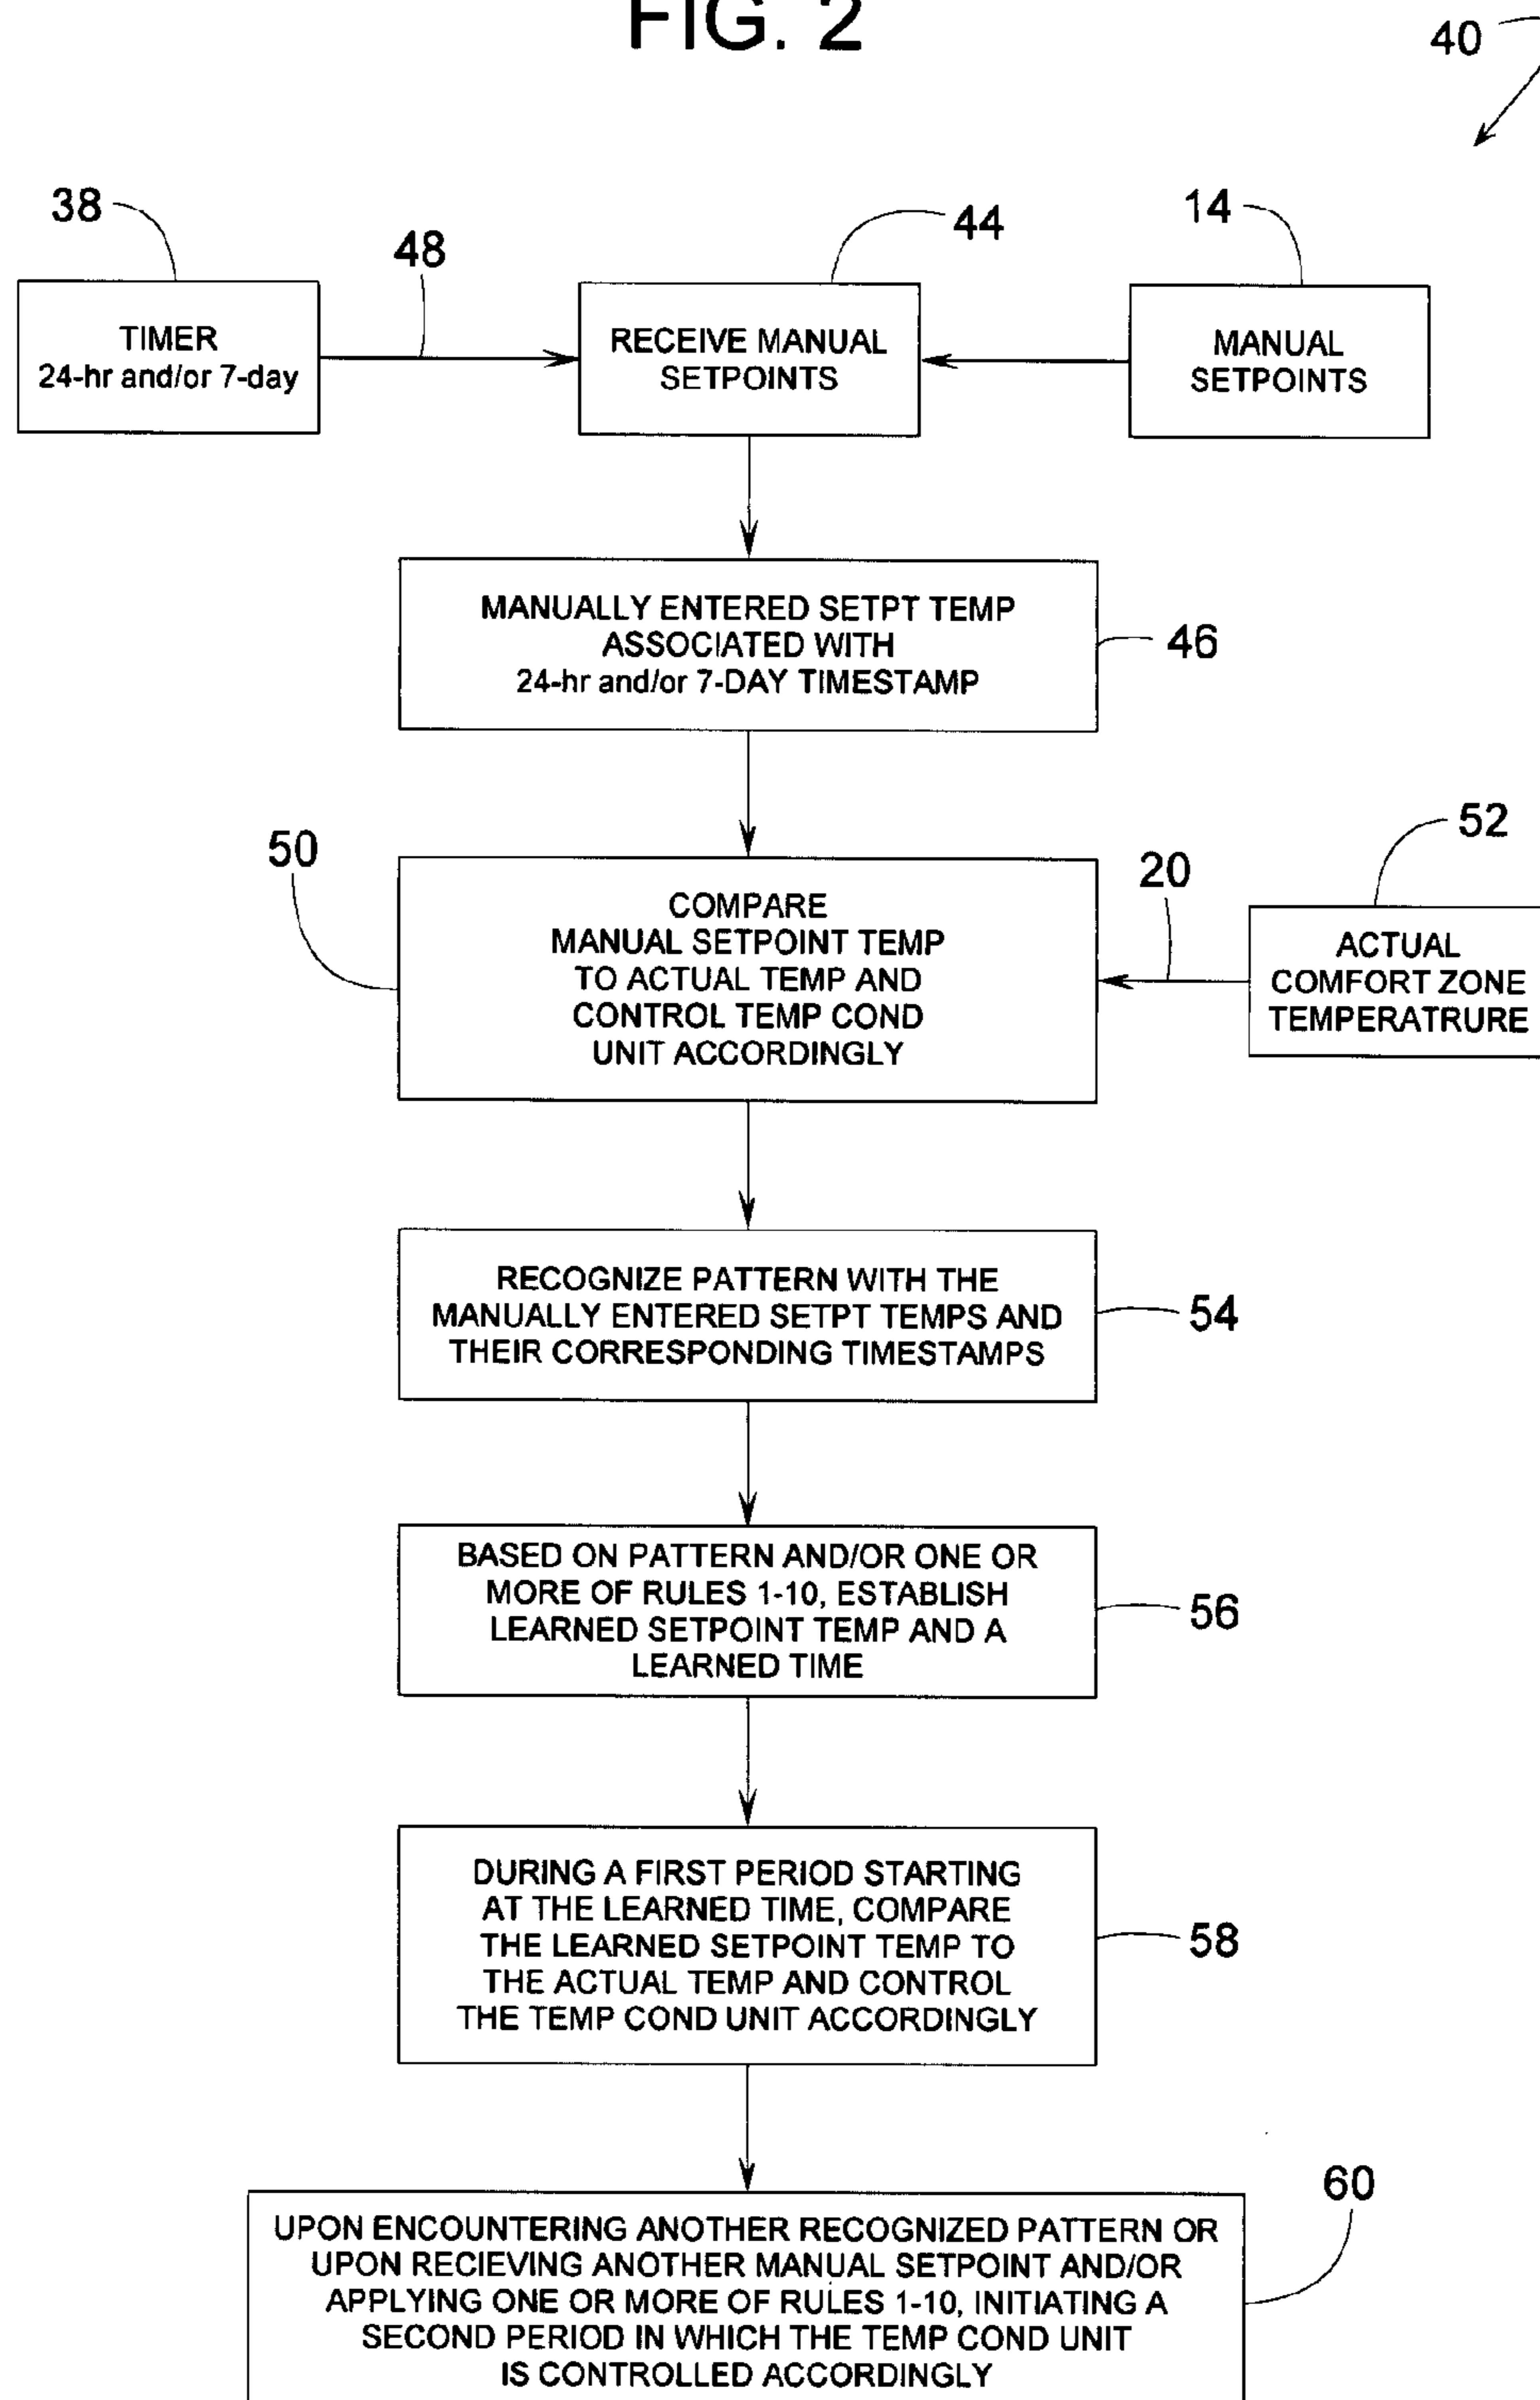 FIG. 2
40
38
48
44
14
TIMER
24-hr and/or 7-day
RECEIVE MANUAL
SETPOINTS
MANUAL
SETPOINTS
MANUALLY ENTERED SETPT TEMP
ASSOCIATED WITH
24-hr and/or 7-DAY TIMESTAMP
46
50
COMPARE
MANUAL SETPOINT TEMP
TO ACTUAL TEMP AND
CONTROL TEMP COND
UNIT ACCORDINGLY
20
52
ACTUAL
COMFORT ZONE
TEMPERATRURE
RECOGNIZE PATTERN WITH THE
MANUALLY ENTERED SETPT TEMPS AND
THEIR CORRESPONDING TIMESTAMPS
54
BASED ON PATTERN AND/OR ONE OR
MORE OF RULES 1-10, ESTABLISH
LEARNED SETPOINT TEMP AND A
LEARNED TIME
56
DURING A FIRST PERIOD STARTING
AT THE LEARNED TIME, COMPARE
THE LEARNED SETPOINT TEMP TO
THE ACTUAL TEMP AND CONTROL
THE TEMP COND UNIT ACCORDINGLY
58
60
UPON ENCOUNTERING ANOTHER RECOGNIZED PATTERN OR
UPON RECIEVING ANOTHER MANUAL SETPOINT AND/OR
APPLYING ONE OR MORE OF RULES 1-10, INITIATING A
SECOND PERIOD IN WHICH THE TEMP COND UNIT
IS CONTROLLED ACCORDINGLY